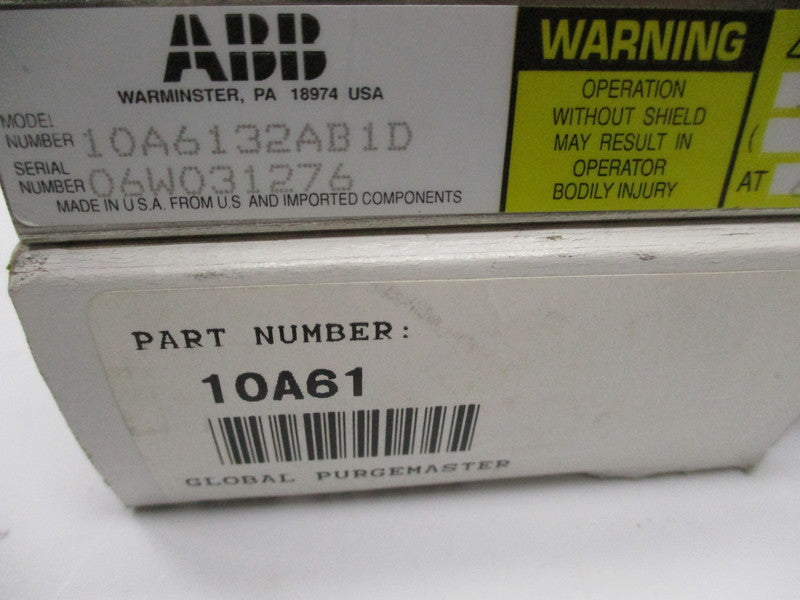 ABB
WARMINSTER, PA 18974 USA
MODEL
NUMBER 10A6132AB1D
SERIAL
NUMBER 06W031276
MADE IN U.S.A. FROM U.S AND IMPORTED COMPONENTS
WARNING
OPERATION
WITHOUT SHIELD
MAY RESULT IN
OPERATOR
BODILY INJURY
(
AT
PART NUMBER:
10A61
GLOBAL PURGEMASTER